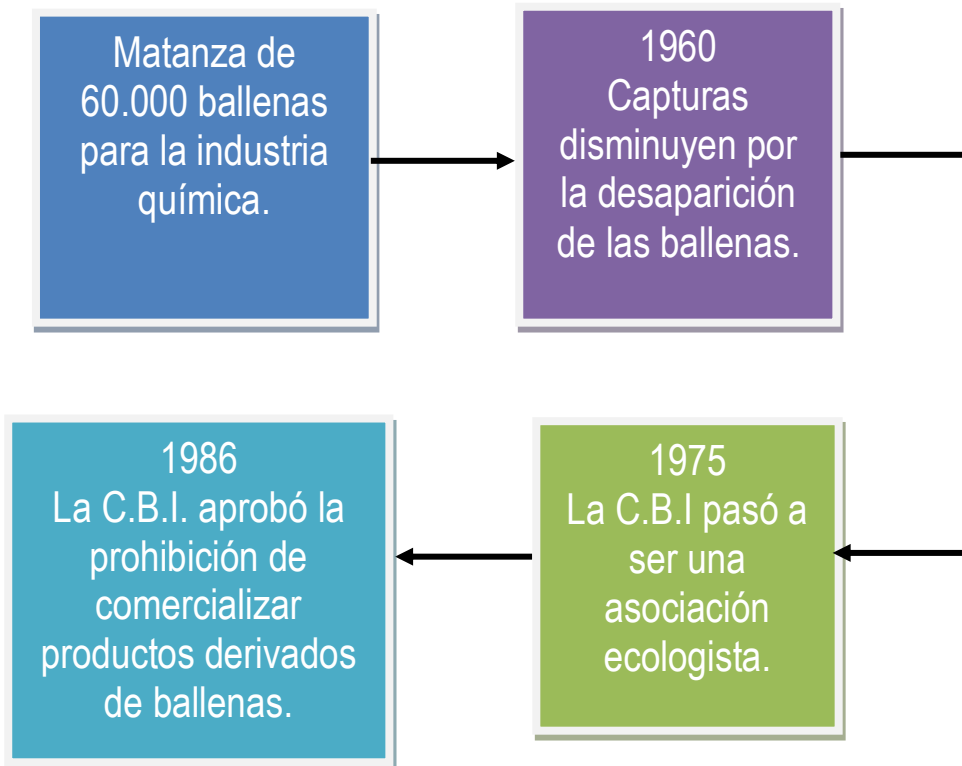 Matanza de
60.000 ballenas
para la industria
química.
1960
Capturas
disminuyen por
la desaparición
de las ballenas.
1975
La C.B.I pasó a
ser una
asociación
ecologista.
1986
La C.B.I. aprobó la
prohibición de
comercializar
productos derivados
de ballenas.